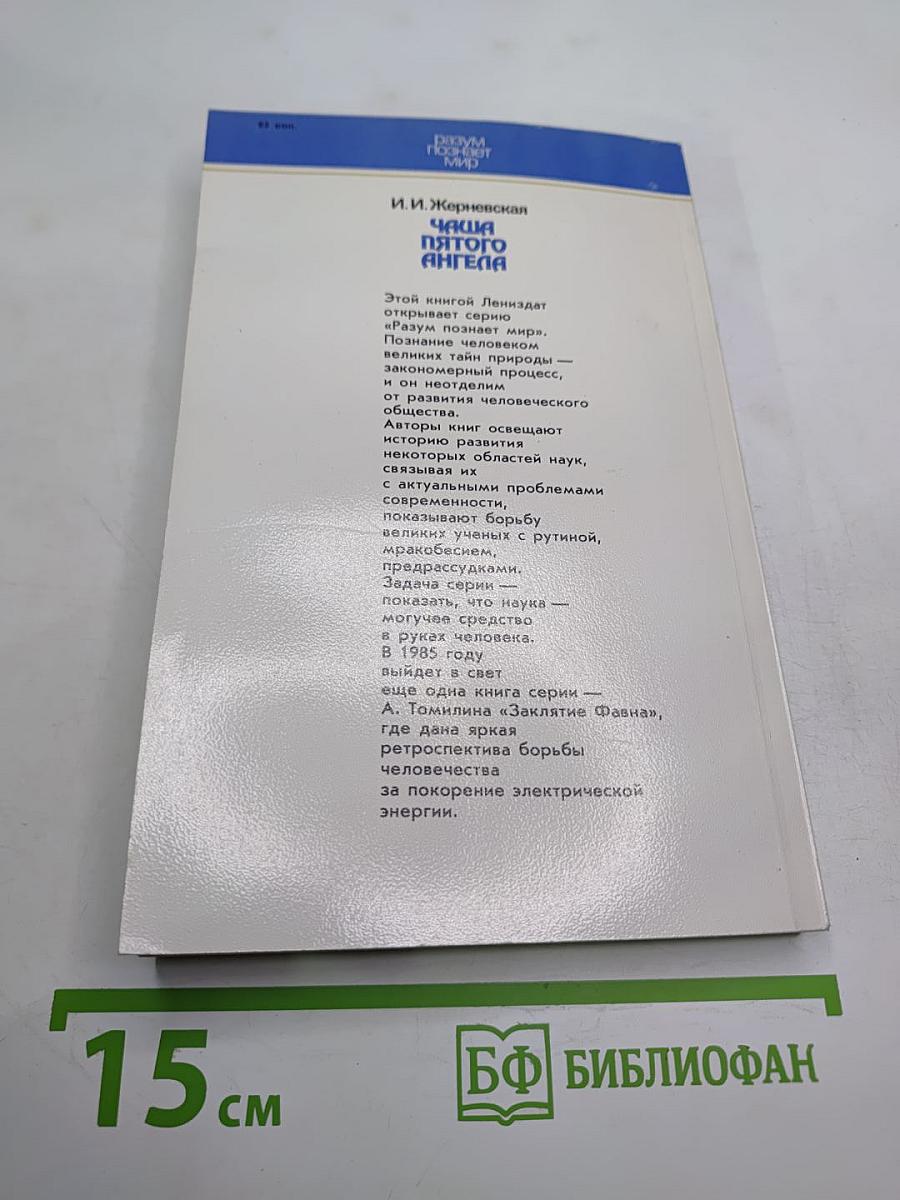 коп.
разум
познает
мир
И. И. Жерневская
ЧАША
ПЯТОГО
АНГЕЛА
Этой книгой Лениздат
открывает серию
«Разум познает мир».
Познание человеком
великих тайн природы —
закономерный процесс,
и он неотделим
от развития человеческого
общества.
Авторы книг освещают
историю развития
некоторых областей наук,
связывая их
с актуальными проблемами
современности,
показывают борьбу
великих ученых с рутиной,
мракобесием,
предрассудками.
Задача серии —
показать, что наука —
могучее средство
в руках человека.
В 1985 году
выйдет в свет
еще одна книга серии —
А. Томилина «Заклятие Фавна»,
где дана яркая
ретроспектива борьбы
человечества
за покорение электрической
энергии.
15 см
БФ БИБЛИОФАН